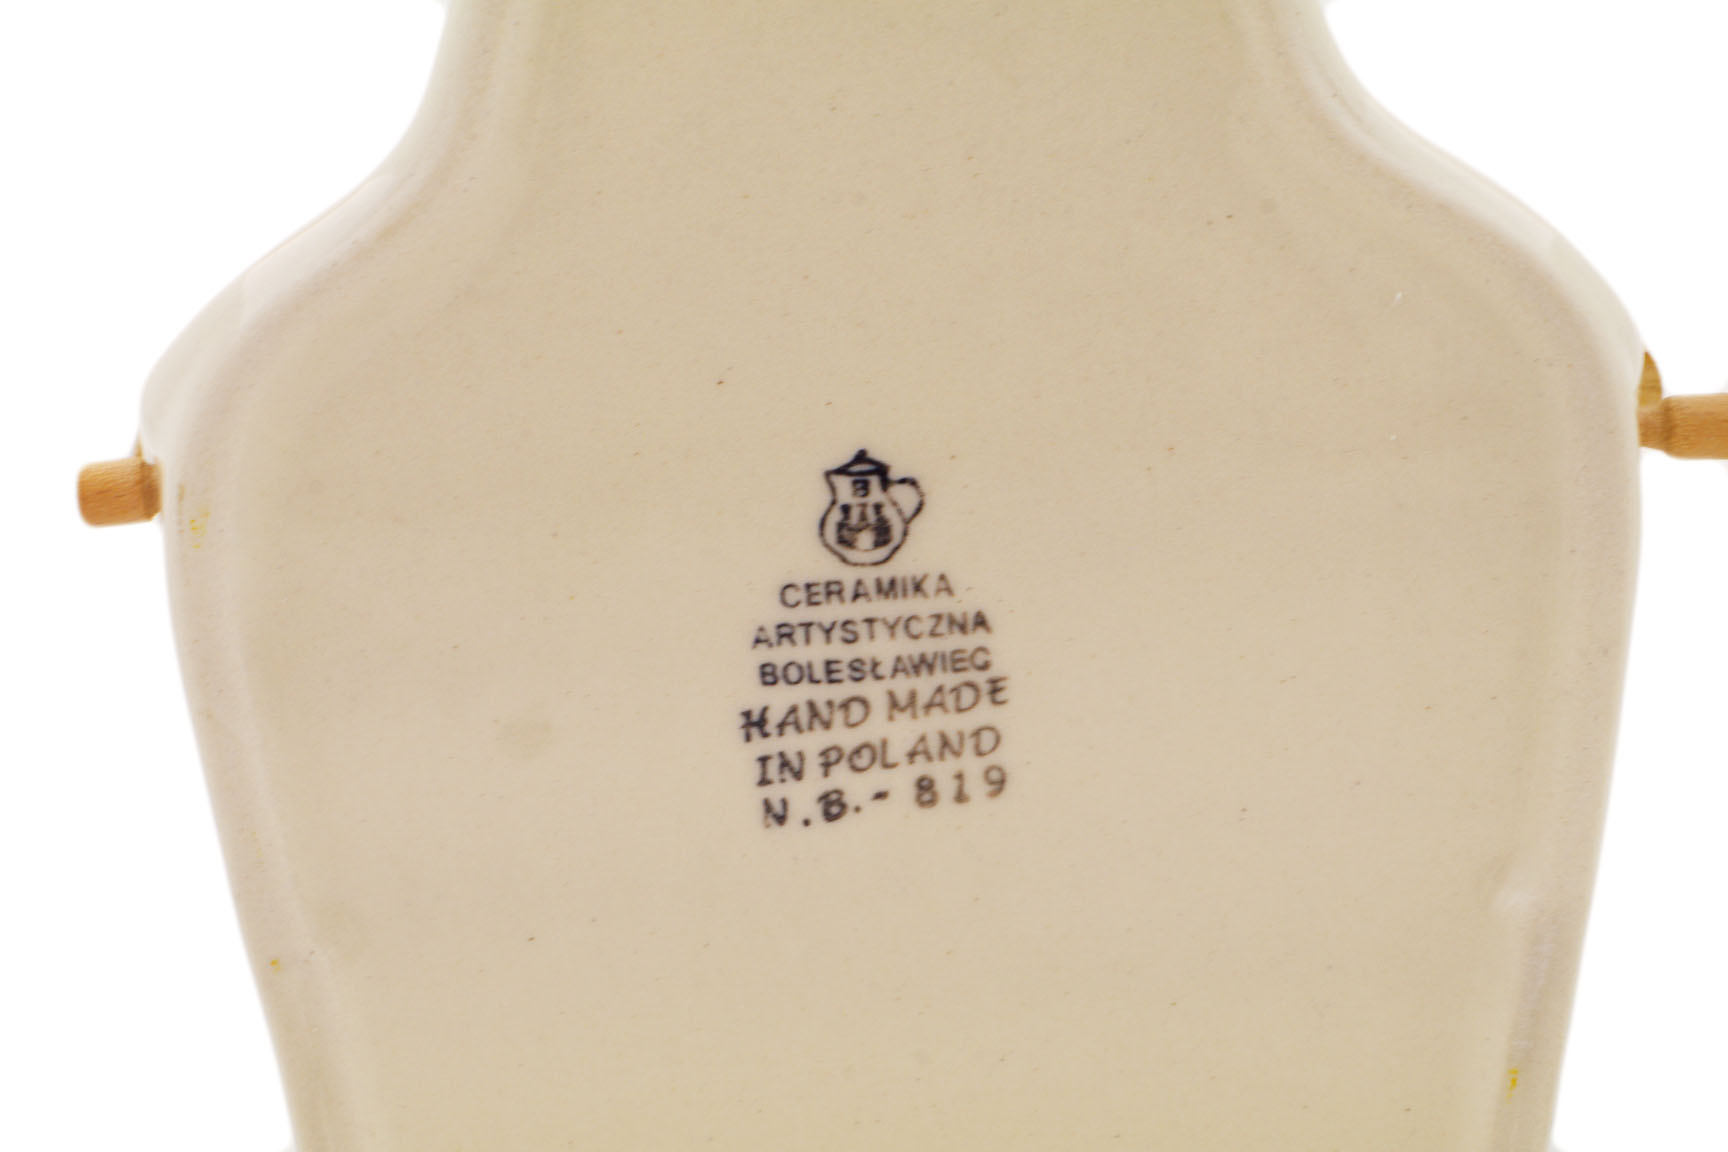 B
CERAMIKA
ARTYSTYCZNA
BOLESŁAWIEC
HAND MADE
IN POLAND
N.B.- 819